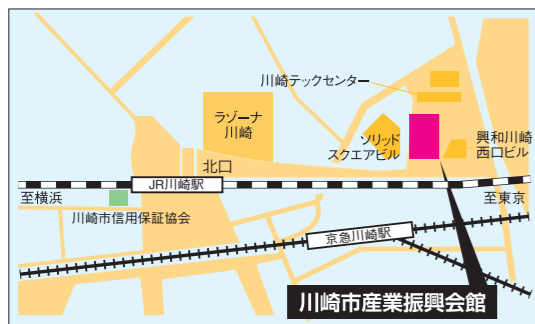 川崎テックセンター
ラゾーナ
川崎
ソリッド
スクエアビル
興和川崎
西口ビル
北口
JR川崎駅
至横浜
至東京
川崎市信用保証協会
京急川崎駅
川崎市産業振興会館